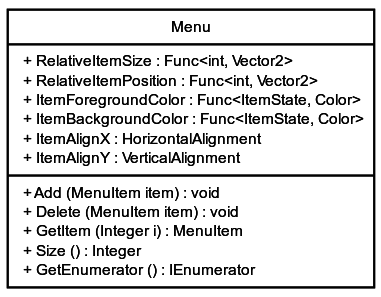 Menu
+ RelativeItemSize : Func<int, Vector2>
+ RelativeItemPosition : Func<int, Vector2>
+ ItemForegroundColor : Func<ItemState, Color>
+ ItemBackgroundColor : Func<ItemState, Color>
+ ItemAlignX : HorizontalAlignment
+ ItemAlignY : VerticalAlignment
+ Add (MenuItem item) : void
+ Delete (MenuItem item) : void
+ GetItem (Integer i) : MenuItem
+ Size () : Integer
+ GetEnumerator () : IEnumerator